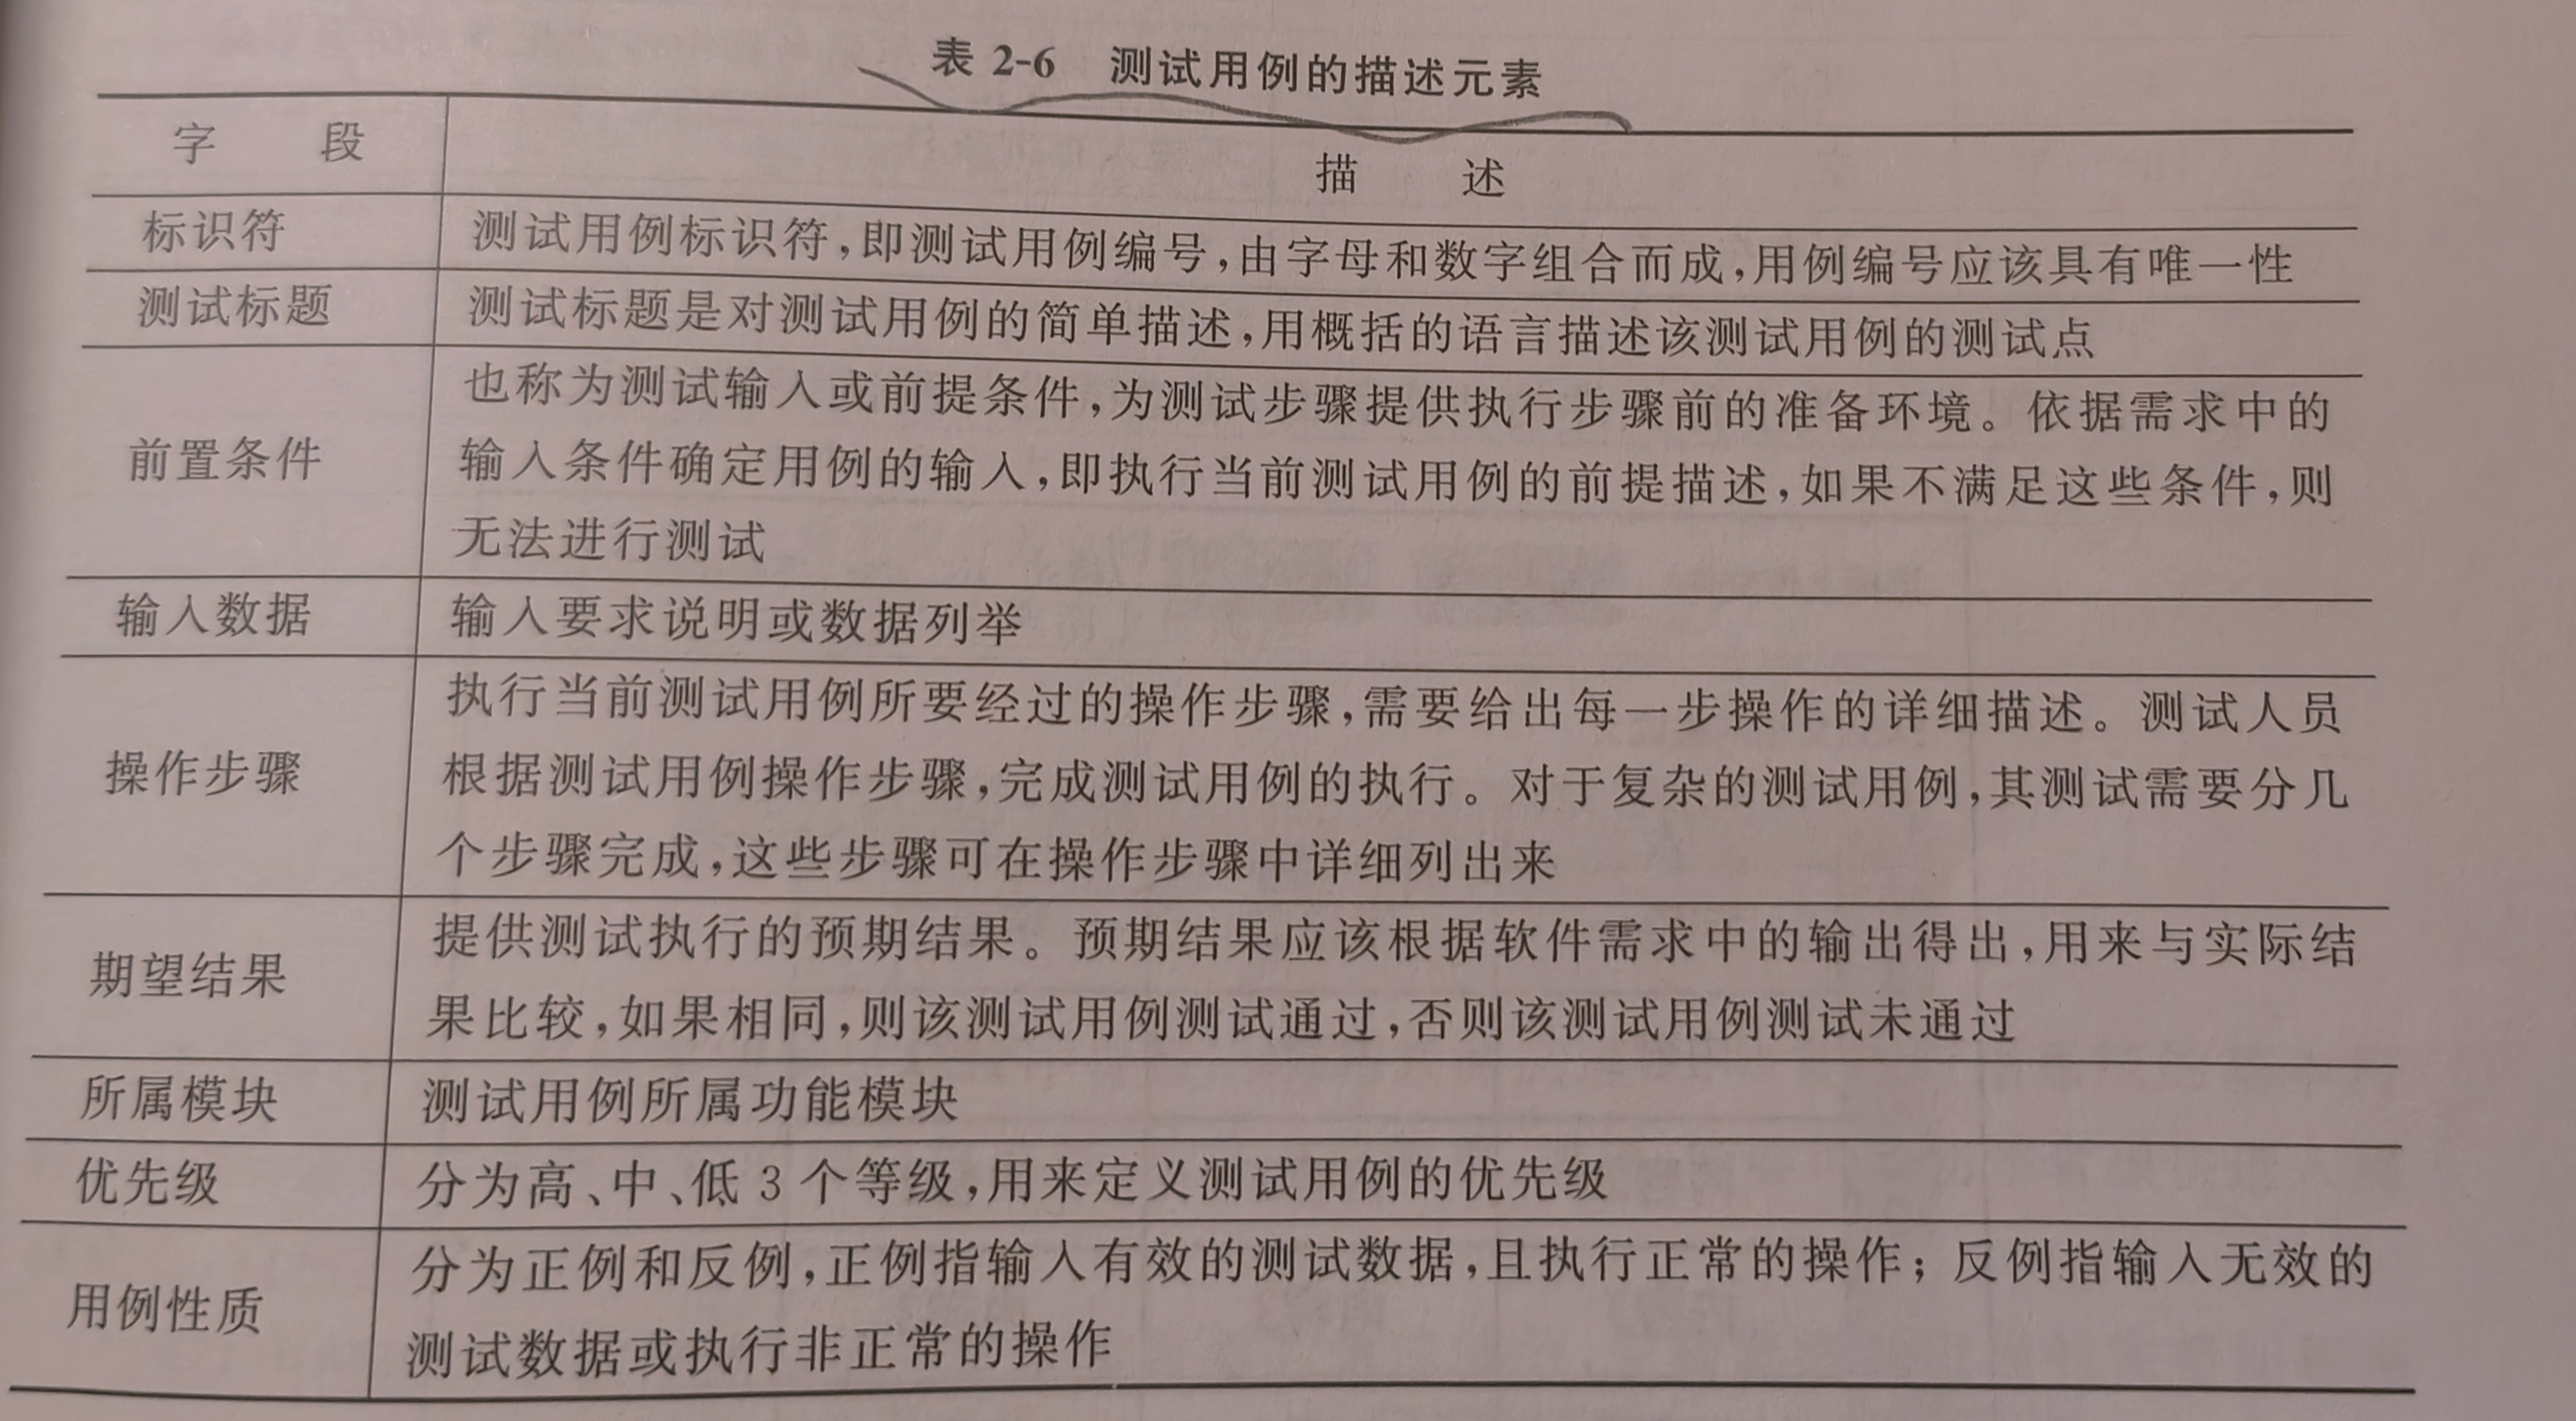 表 2-6 测试用例的描述元素
字 段
描 述
标识符
测试用例标识符,即测试用例编号,由字母和数字组合而成,用例编号应该具有唯一性
测试标题
测试标题是对测试用例的简单描述,用概括的语言描述该测试用例的测试点
前置条件
也称为测试输入或前提条件,为测试步骤提供执行步骤前的准备环境。依据需求中的
输入条件确定用例的输入,即执行当前测试用例的前提描述,如果不满足这些条件,则
无法进行测试
输入数据
输入要求说明或数据列举
操作步骤
执行当前测试用例所要经过的操作步骤,需要给出每一步操作的详细描述。测试人员
根据测试用例操作步骤,完成测试用例的执行。对于复杂的测试用例,其测试需要分几
个步骤完成,这些步骤可在操作步骤中详细列出来
期望结果
提供测试执行的预期结果。预期结果应该根据软件需求中的输出得出,用来与实际结
果比较,如果相同,则该测试用例测试通过,否则该测试用例测试未通过
所属模块
测试用例所属功能模块
优先级
分为高、中、低 3 个等级,用来定义测试用例的优先级
用例性质
分为正例和反例,正例指输入有效的测试数据,且执行正常的操作；反例指输入无效的
测试数据或执行非正常的操作